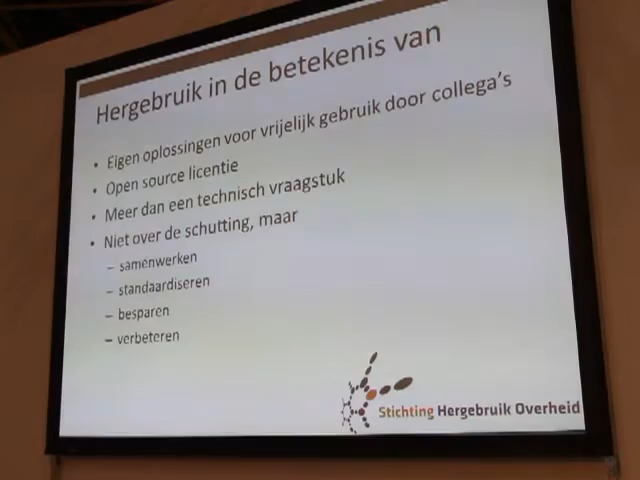 Hergebruik in de betekenis van
• Eigen oplossingen voor vrijelijk gebruik door collega's
• Open source licentie
• Meer dan een technisch vraagstuk
• Niet over de schutting, maar
– samenwerken
– standaardiseren
– besparen
– verbeteren
Stichting Hergebruik Overheid